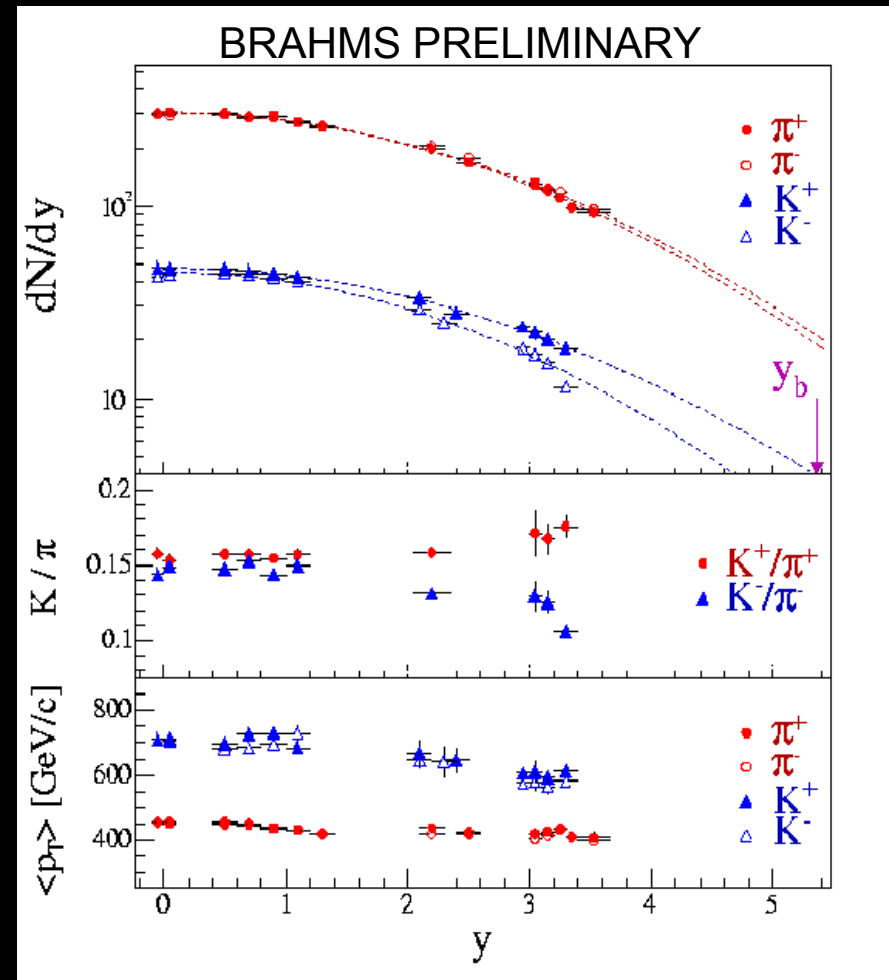 BRAHMS PRELIMINARY
dN/dy
10²
10
π⁺
π⁻
K⁺
K⁻
y_b
K / π
0.2
0.15
0.1
K⁺/π⁺
K⁻/π⁻
<p_T> [GeV/c]
800
600
400
π⁺
π⁻
K⁺
K⁻
0 1 2 3 4 5
y